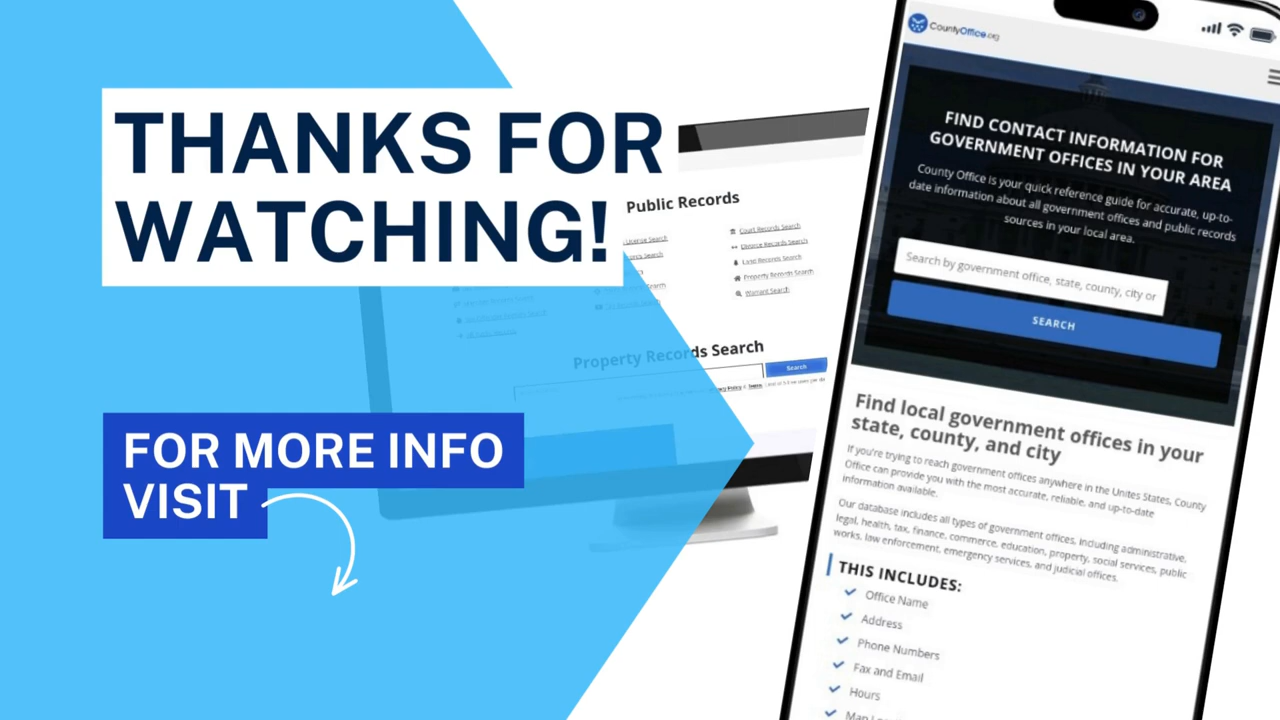 THANKS FOR
WATCHING!
FOR MORE INFO
VISIT
Public Records
License Search
Court Records Search
Divorce Records Search
Search
Property Records Search
Warrant Search
Property Records Search
Search
CountyOffice.org
FIND CONTACT INFORMATION FOR
GOVERNMENT OFFICES IN YOUR AREA
County Office is your quick reference guide for accurate, up-to-
date information about all government offices and public records
sources in your local area.
Search by government office, state, county, city or
SEARCH
Find local government offices in your
state, county, and city
If you're trying to reach government offices anywhere in the Unites States, County
Office can provide you with the most accurate, reliable, and up-to-date
information available.
Our database includes all types of government offices, including administrative,
legal, health, tax, finance, commerce, education, property, social services, public
works, law enforcement, emergency services, and judicial offices.
THIS INCLUDES:
Office Name
Address
Phone Numbers
Fax and Email
Hours